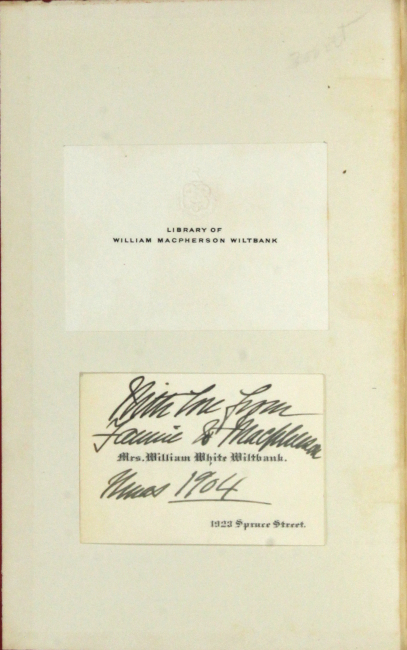 LIBRARY OF
WILLIAM MACPHERSON WILTBANK
With love from
Fannie to Macpherson
Mrs. William White Wiltbank.
Xmas 1904
1923 Spruce Street.